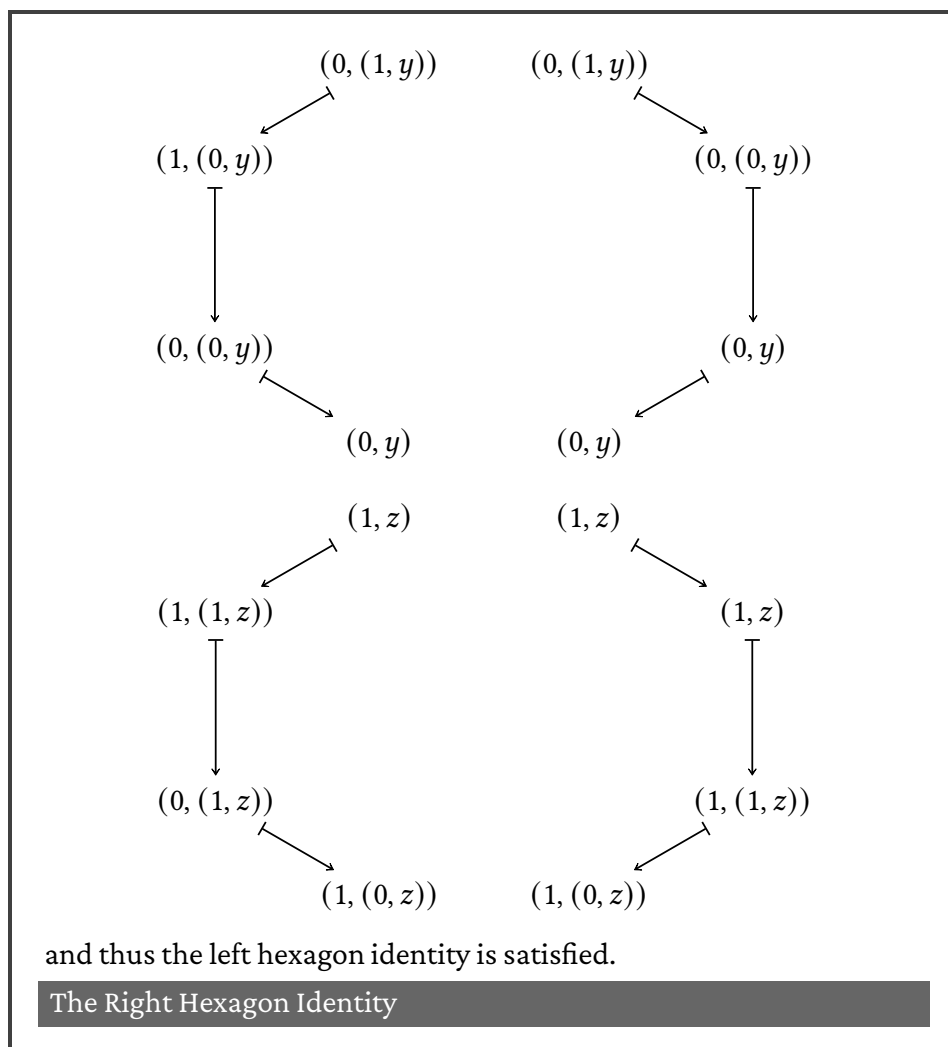 (0, (1, y)) (0, (1, y))
(1, (0, y)) (0, (0, y))
(0, (0, y)) (0, y)
(0, y) (0, y)
(1, z) (1, z)
(1, (1, z)) (1, z)
(0, (1, z)) (1, (1, z))
(1, (0, z)) (1, (0, z))
and thus the left hexagon identity is satisfied.
The Right Hexagon Identity